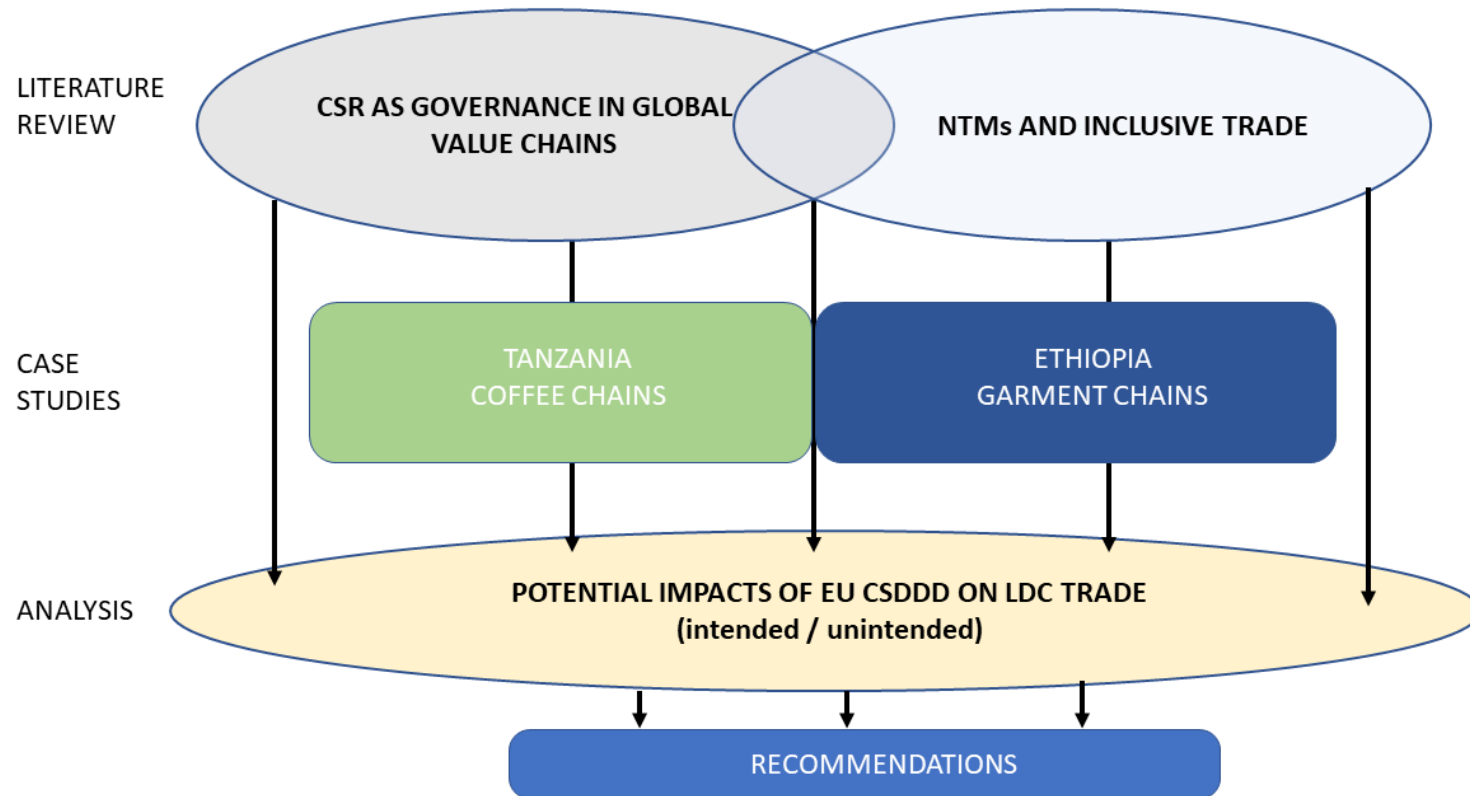 LITERATURE
REVIEW
CSR AS GOVERNANCE IN GLOBAL
VALUE CHAINS
NTMs AND INCLUSIVE TRADE
CASE
STUDIES
TANZANIA
COFFEE CHAINS
ETHIOPIA
GARMENT CHAINS
ANALYSIS
POTENTIAL IMPACTS OF EU CSDDD ON LDC TRADE
(intended / unintended)
RECOMMENDATIONS